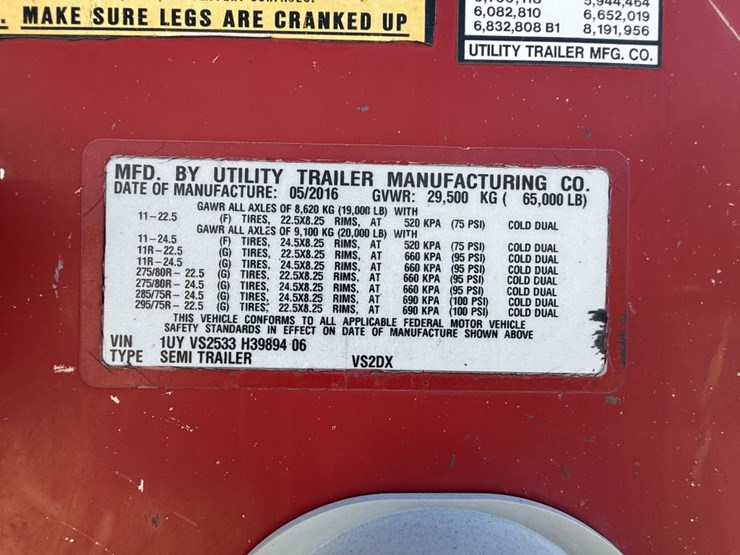 . MAKE SURE LEGS ARE CRANKED UP
5,944,464
6,082,810 6,652,019
6,832,808 B1 8,191,956
UTILITY TRAILER MFG. CO.
MFD. BY UTILITY TRAILER MANUFACTURING CO.
DATE OF MANUFACTURE: 05/2016 GVWR: 29,500 KG ( 65,000 LB)
GAWR ALL AXLES OF 8,620 KG (19,000 LB) WITH
11-22.5 (F) TIRES, 22.5X8.25 RIMS, AT 520 KPA (75 PSI) COLD DUAL
GAWR ALL AXLES OF 9,100 KG (20,000 LB) WITH
11-24.5 (F) TIRES, 24.5X8.25 RIMS, AT 520 KPA (75 PSI) COLD DUAL
11R-22.5 (G) TIRES, 22.5X8.25 RIMS, AT 660 KPA (95 PSI) COLD DUAL
11R-24.5 (G) TIRES, 24.5X8.25 RIMS, AT 660 KPA (95 PSI) COLD DUAL
275/80R-22.5 (G) TIRES, 22.5X8.25 RIMS, AT 660 KPA (95 PSI) COLD DUAL
275/80R-24.5 (G) TIRES, 24.5X8.25 RIMS, AT 660 KPA (95 PSI) COLD DUAL
285/75R-24.5 (G) TIRES, 24.5X8.25 RIMS, AT 690 KPA (100 PSI) COLD DUAL
295/75R-22.5 (G) TIRES, 22.5X8.25 RIMS, AT 690 KPA (100 PSI) COLD DUAL
THIS VEHICLE CONFORMS TO ALL APPLICABLE FEDERAL MOTOR VEHICLE
SAFETY STANDARDS IN EFFECT ON DATE OF MANUFACTURE SHOWN ABOVE
VIN 1UY VS2533 H39894 06
TYPE SEMI TRAILER VS2DX